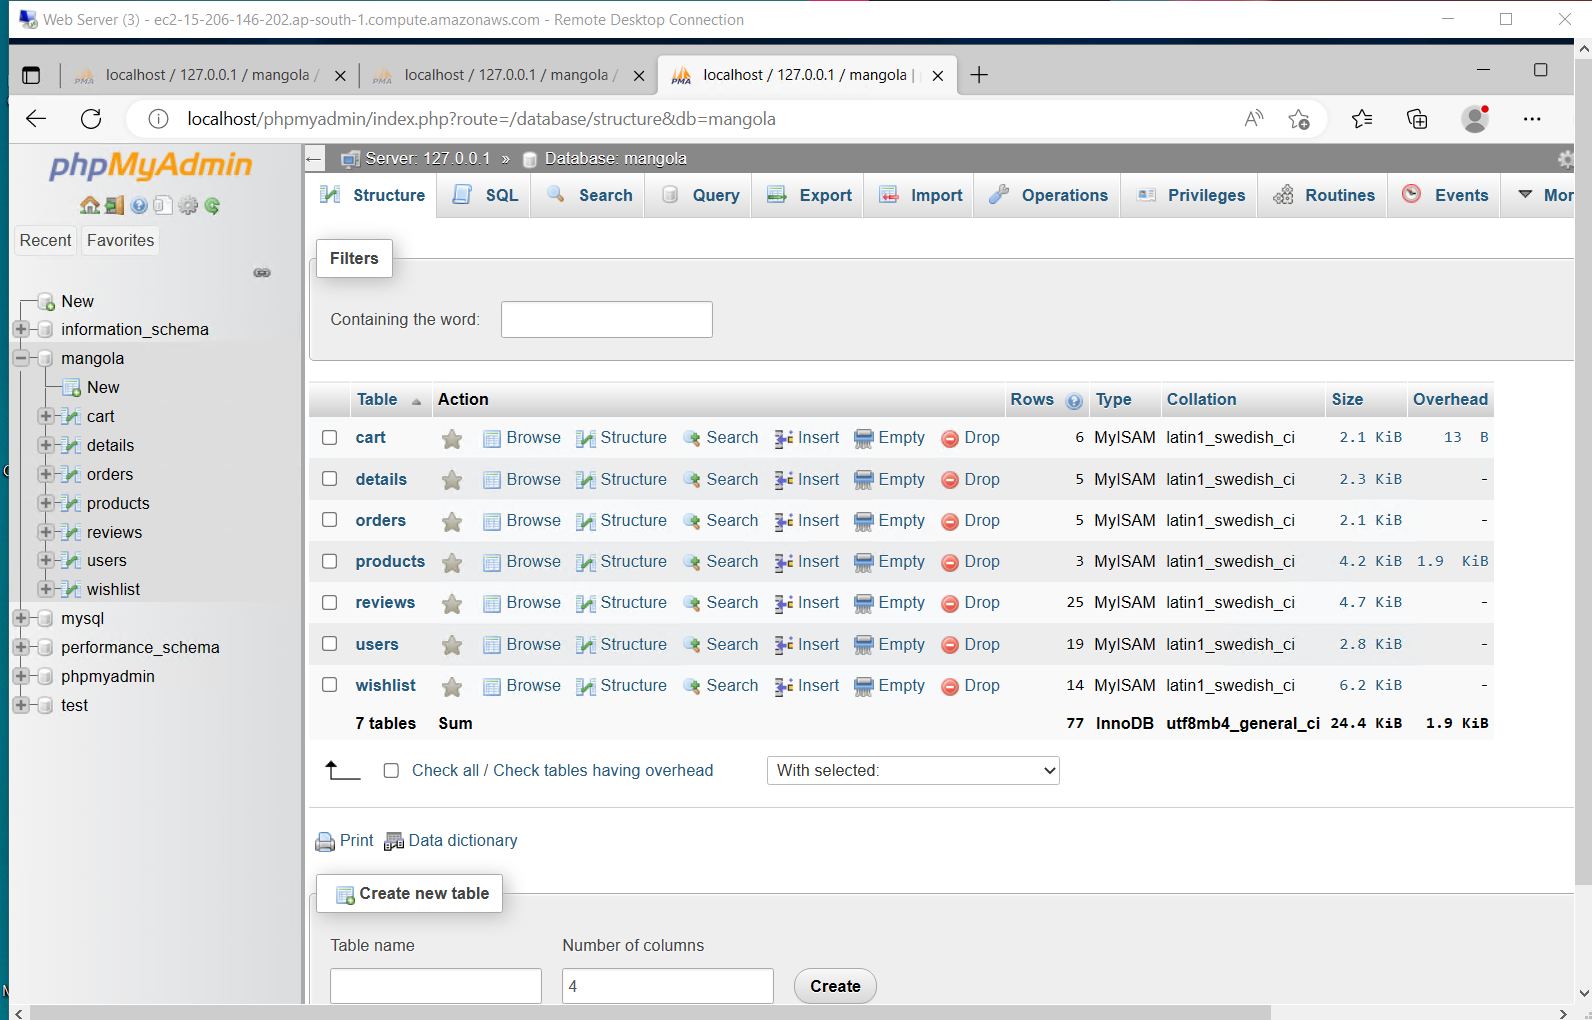 Web Server (3) - ec2-15-206-146-202.ap-south-1.compute.amazonaws.com - Remote Desktop Connection
localhost / 127.0.0.1 / mangola / localhost / 127.0.0.1 / mangola / localhost / 127.0.0.1 / mangola |
localhost/phpmyadmin/index.php?route=/database/structure&db=mangola
phpMyAdmin
Recent Favorites
New
information_schema
mangola
New
cart
details
orders
products
reviews
users
wishlist
mysql
performance_schema
phpmyadmin
test
Server: 127.0.0.1 » Database: mangola
Structure SQL Search Query Export Import Operations Privileges Routines Events Mor
Filters
Containing the word:
Table Action Rows Type Collation Size Overhead
cart Browse Structure Search Insert Empty Drop 6 MyISAM latin1_swedish_ci 2.1 KiB 13 B
details Browse Structure Search Insert Empty Drop 5 MyISAM latin1_swedish_ci 2.3 KiB -
orders Browse Structure Search Insert Empty Drop 5 MyISAM latin1_swedish_ci 2.1 KiB -
products Browse Structure Search Insert Empty Drop 3 MyISAM latin1_swedish_ci 4.2 KiB 1.9 KiB
reviews Browse Structure Search Insert Empty Drop 25 MyISAM latin1_swedish_ci 4.7 KiB -
users Browse Structure Search Insert Empty Drop 19 MyISAM latin1_swedish_ci 2.8 KiB -
wishlist Browse Structure Search Insert Empty Drop 14 MyISAM latin1_swedish_ci 6.2 KiB -
7 tables Sum 77 InnoDB utf8mb4_general_ci 24.4 KiB 1.9 KiB
Check all / Check tables having overhead With selected:
Print Data dictionary
Create new table
Table name Number of columns
4 Create